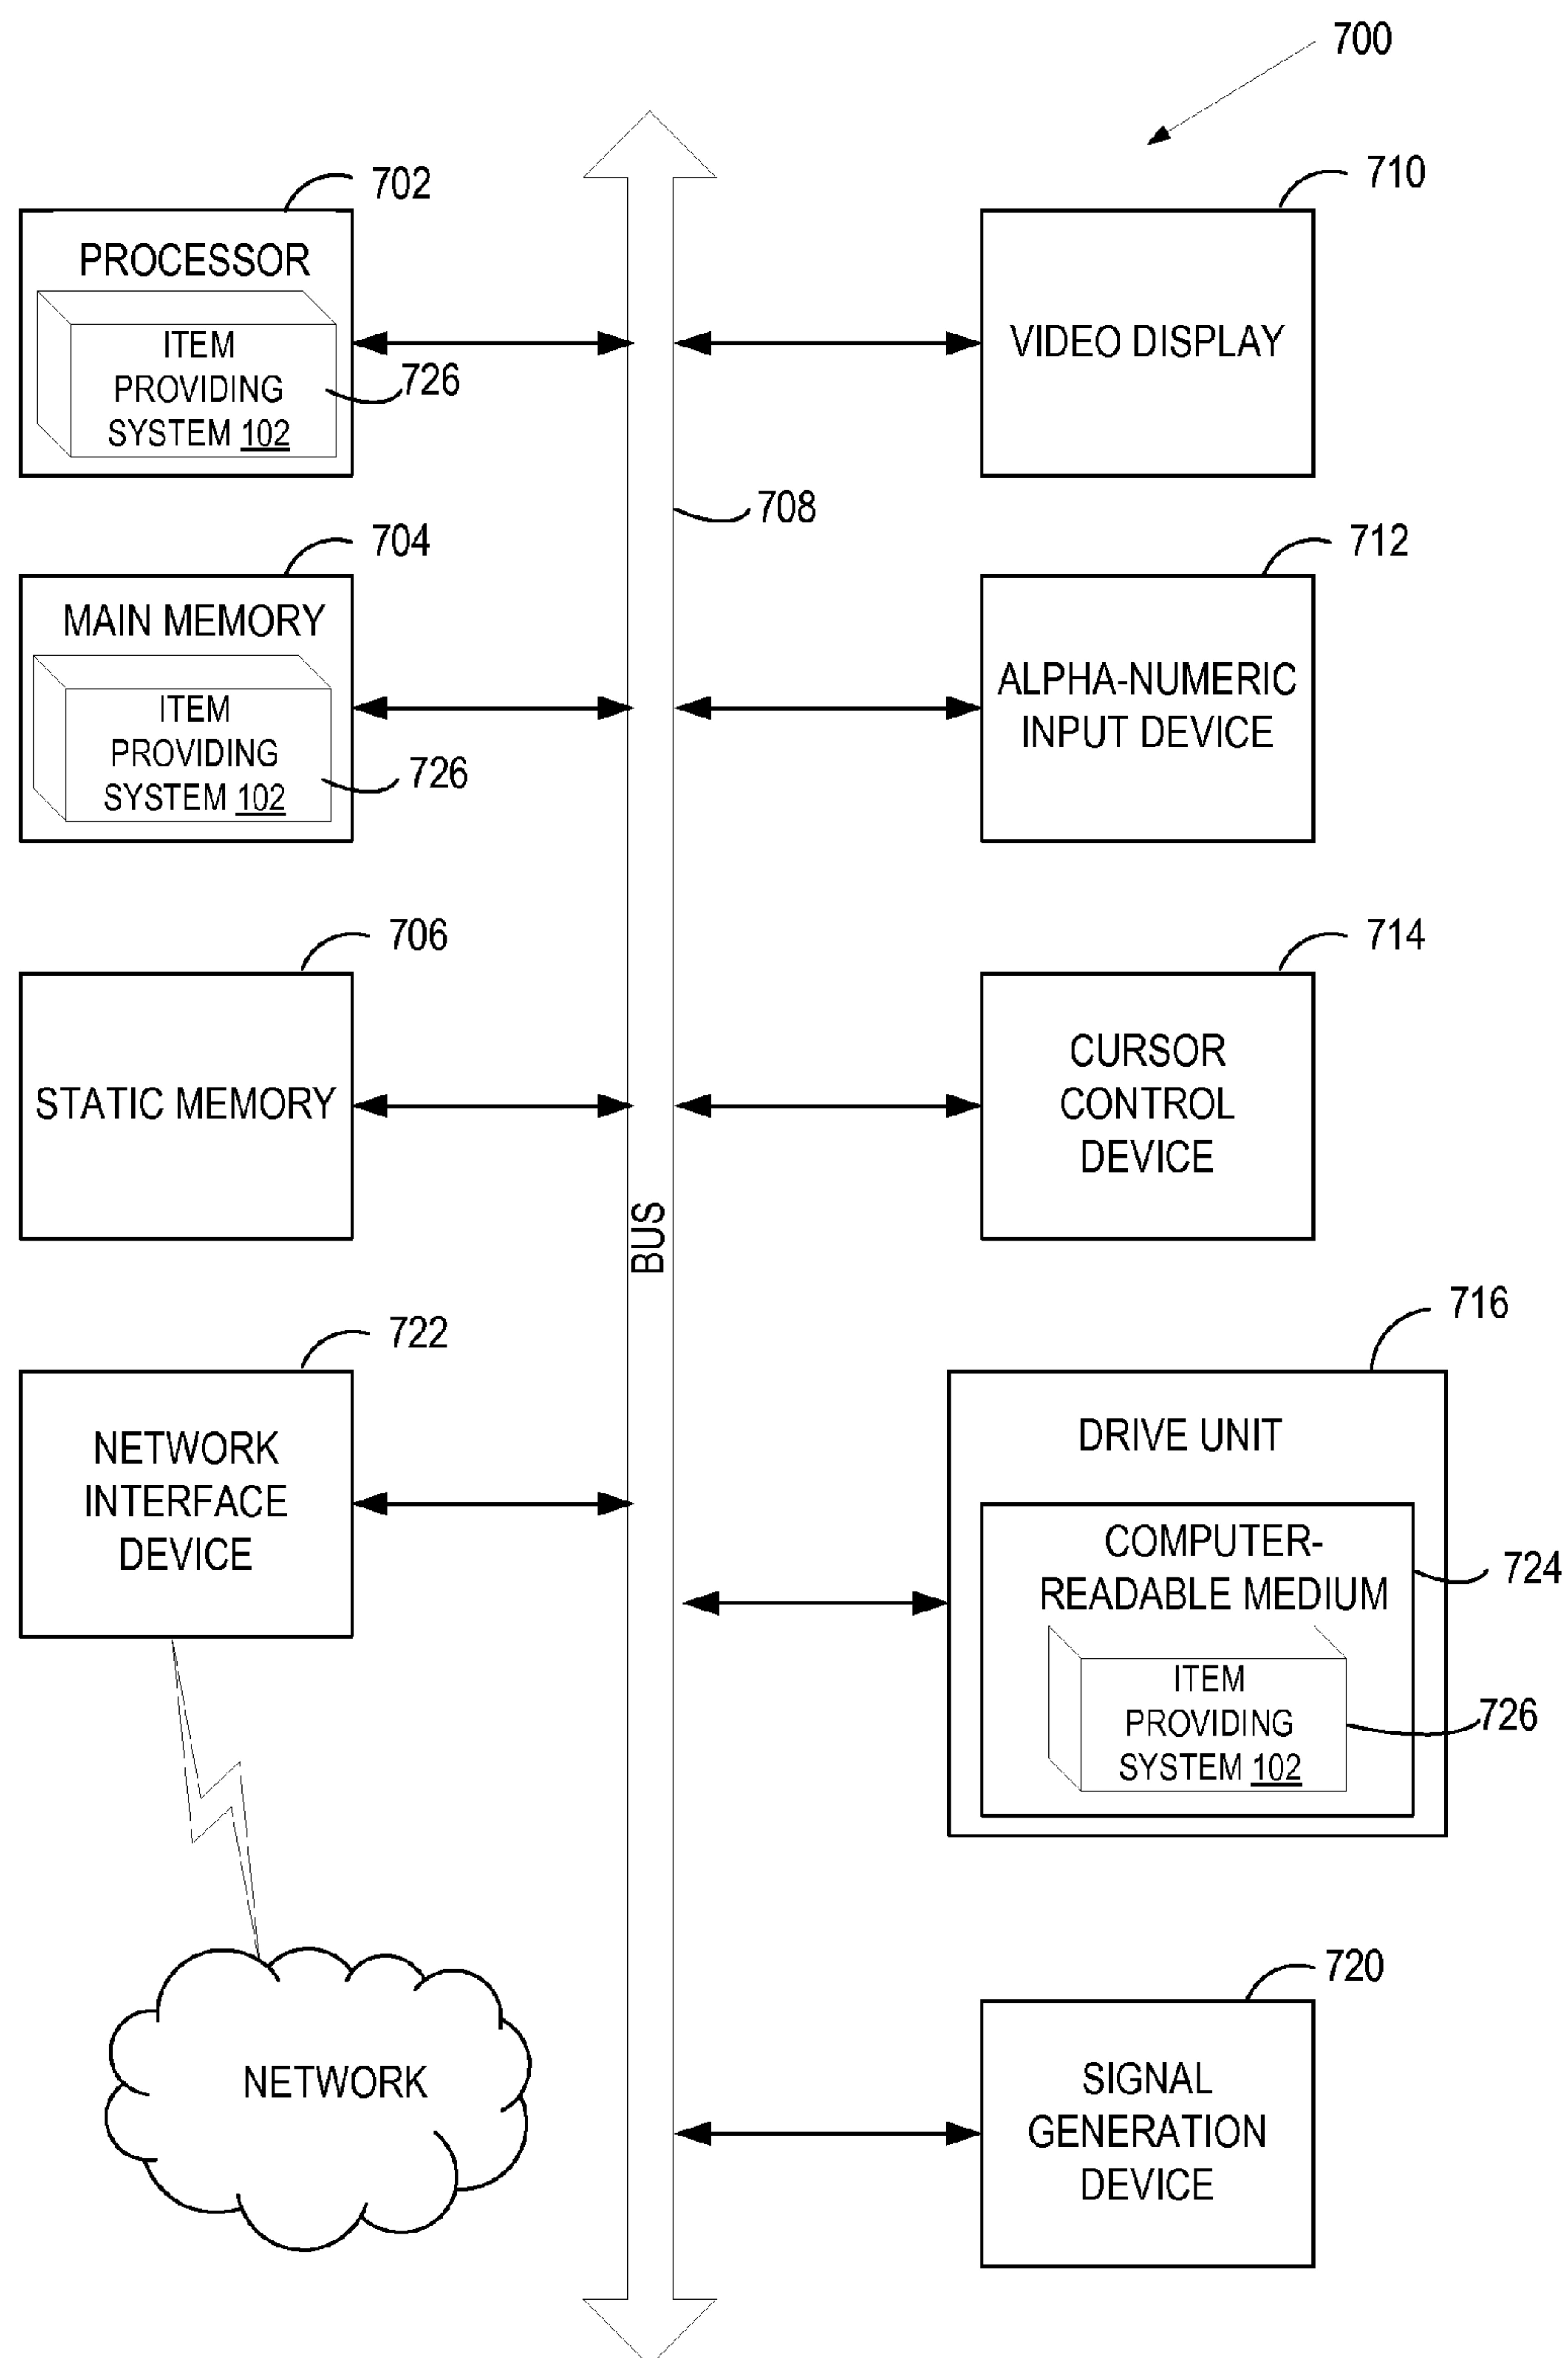 700
702
PROCESSOR
ITEM
PROVIDING
SYSTEM 102
726
704
MAIN MEMORY
ITEM
PROVIDING
SYSTEM 102
726
706
STATIC MEMORY
722
NETWORK
INTERFACE
DEVICE
NETWORK
708
BUS
710
VIDEO DISPLAY
712
ALPHA-NUMERIC
INPUT DEVICE
714
CURSOR
CONTROL
DEVICE
716
DRIVE UNIT
COMPUTER-
READABLE MEDIUM
724
ITEM
PROVIDING
SYSTEM 102
726
720
SIGNAL
GENERATION
DEVICE